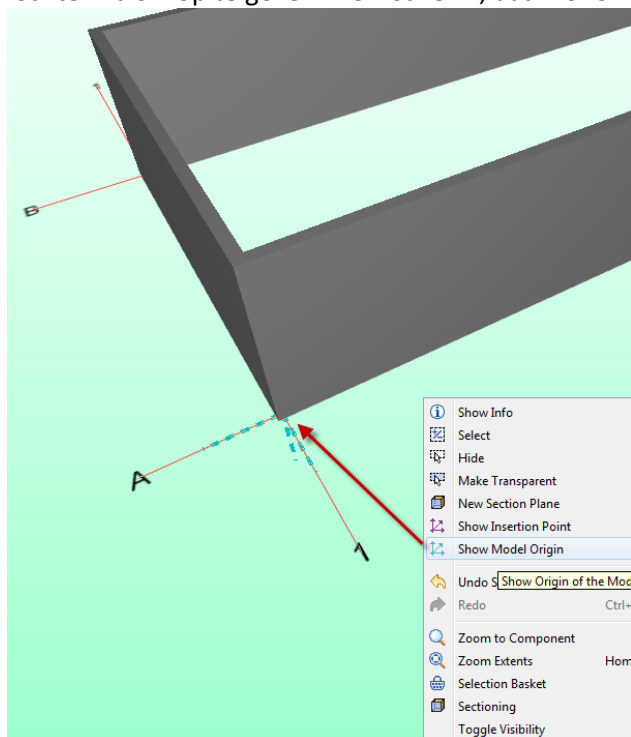 B
A
1
Show Info
Select
Hide
Make Transparent
New Section Plane
Show Insertion Point
Show Model Origin
Undo S
Show Origin of the Mod
Redo Ctrl+
Zoom to Component
Zoom Extents Hom
Selection Basket
Sectioning
Toggle Visibility